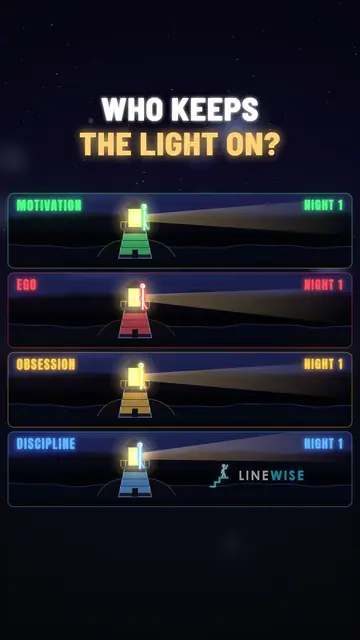 WHO KEEPS
THE LIGHT ON?
MOTIVATION NIGHT 1
EGO NIGHT 1
OBSESSION NIGHT 1
DISCIPLINE NIGHT 1
LINEWISE